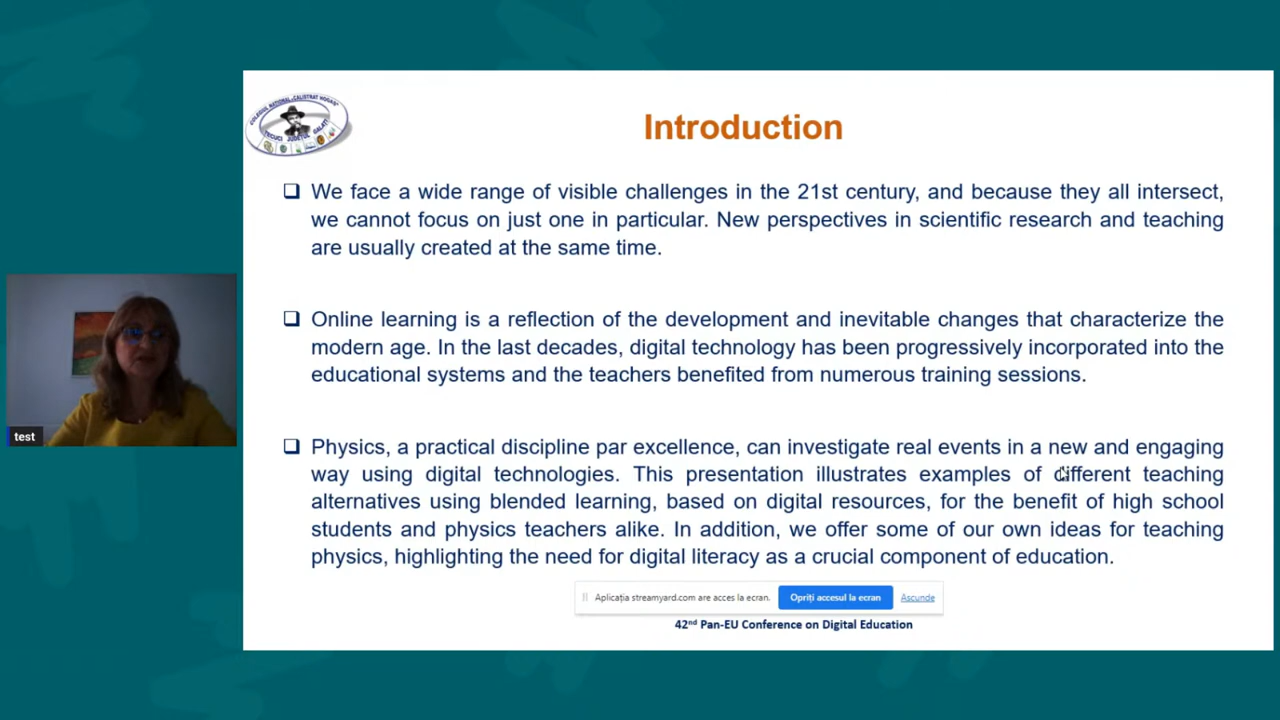 COLEGIUL NATIONAL "CALISTRAT HOGAS"
TECUCI JUDETUL GALATI
Introduction
❑ We face a wide range of visible challenges in the 21st century, and because they all intersect,
we cannot focus on just one in particular. New perspectives in scientific research and teaching
are usually created at the same time.
❑ Online learning is a reflection of the development and inevitable changes that characterize the
modern age. In the last decades, digital technology has been progressively incorporated into the
educational systems and the teachers benefited from numerous training sessions.
test
❑ Physics, a practical discipline par excellence, can investigate real events in a new and engaging
way using digital technologies. This presentation illustrates examples of different teaching
alternatives using blended learning, based on digital resources, for the benefit of high school
students and physics teachers alike. In addition, we offer some of our own ideas for teaching
physics, highlighting the need for digital literacy as a crucial component of education.
Aplicația streamyard.com are acces la ecran. Opriți accesul la ecran Ascunde
42nd Pan-EU Conference on Digital Education